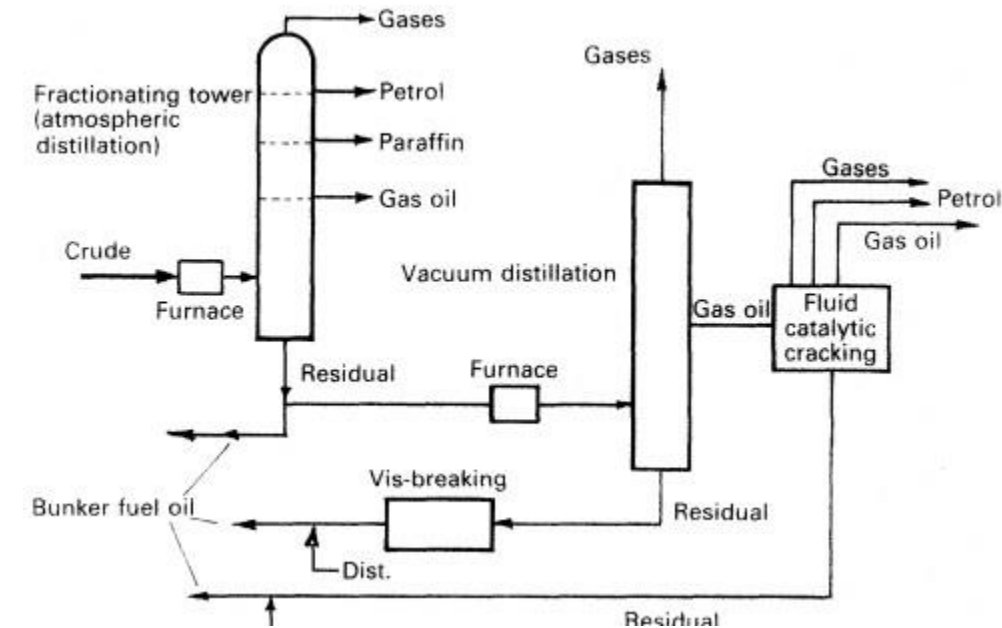 Gases
Fractionating tower
(atmospheric
distillation)
Petrol
Paraffin
Gas oil
Crude
Furnace
Residual
Gases
Vacuum distillation
Furnace
Gas oil
Gases
Petrol
Gas oil
Fluid
catalytic
cracking
Vis-breaking
Residual
Bunker fuel oil
Dist.
Residual